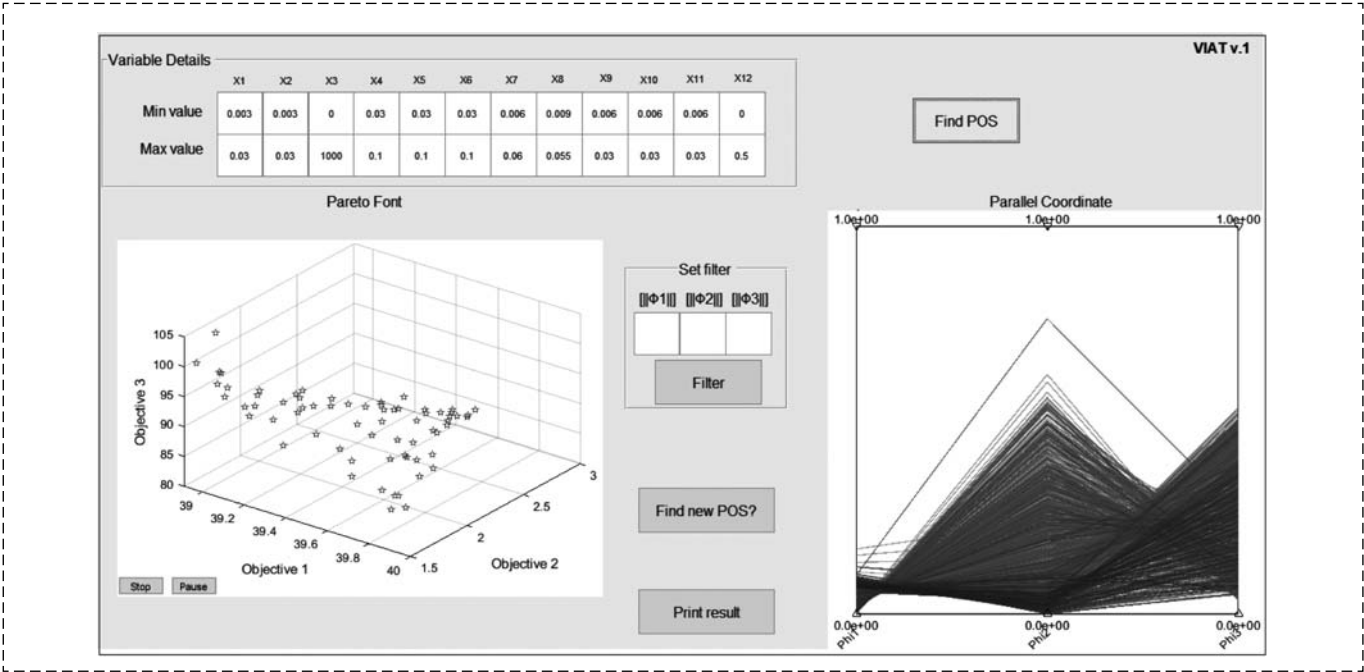 VIAT v.1
Variable Details
X1 X2 X3 X4 X5 X6 X7 X8 X9 X10 X11 X12
Min value 0.003 0.003 0 0.03 0.03 0.03 0.006 0.009 0.006 0.006 0.006 0
Max value 0.03 0.03 1000 0.1 0.1 0.1 0.06 0.055 0.03 0.03 0.03 0.5
Find POS
Pareto Font
105
100
95
90
85
80
Objective 3
39
39.2
39.4
39.6
39.8
40
Objective 1
1.5
2
2.5
3
Objective 2
Stop Pause
Set filter
[||Φ1||] [||Φ2||] [||Φ3||]
Filter
Find new POS?
Print result
Parallel Coordinate
1.0e+00 1.0e+00 1.0e+00
0.0e+00 0.0e+00 0.0e+00
Phi1 Phi2 Phi3